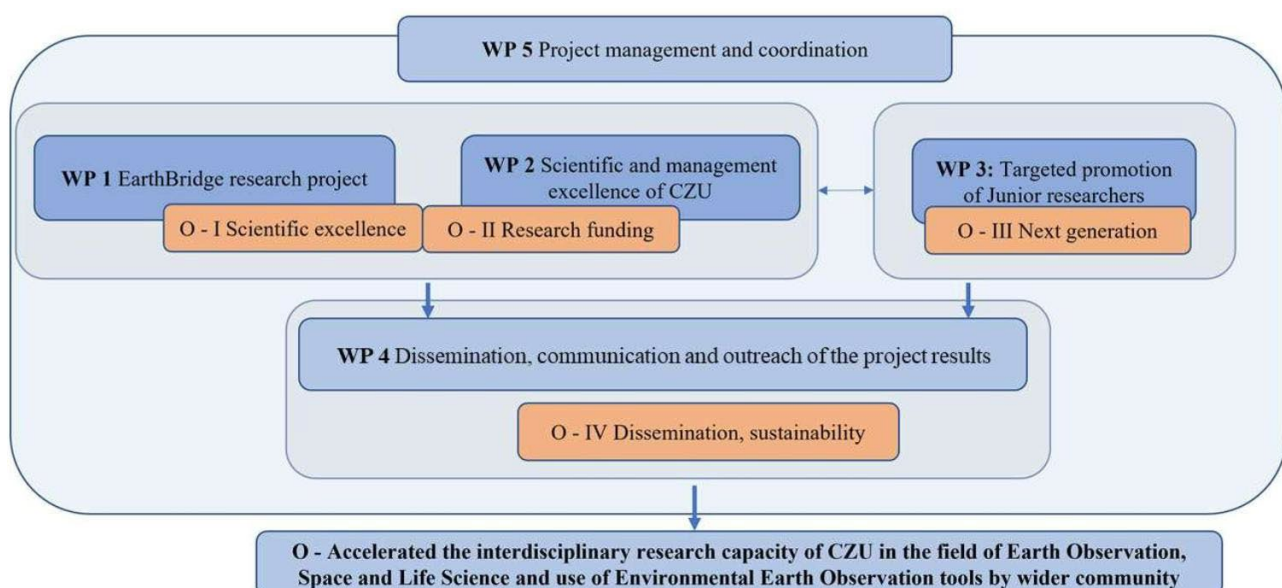 WP 5 Project management and coordination
WP 1 EarthBridge research project
WP 2 Scientific and management
excellence of CZU
O - I Scientific excellence
O - II Research funding
WP 3: Targeted promotion
of Junior researchers
O - III Next generation
WP 4 Dissemination, communication and outreach of the project results
O - IV Dissemination, sustainability
O - Accelerated the interdisciplinary research capacity of CZU in the field of Earth Observation,
Space and Life Science and use of Environmental Earth Observation tools by wider community